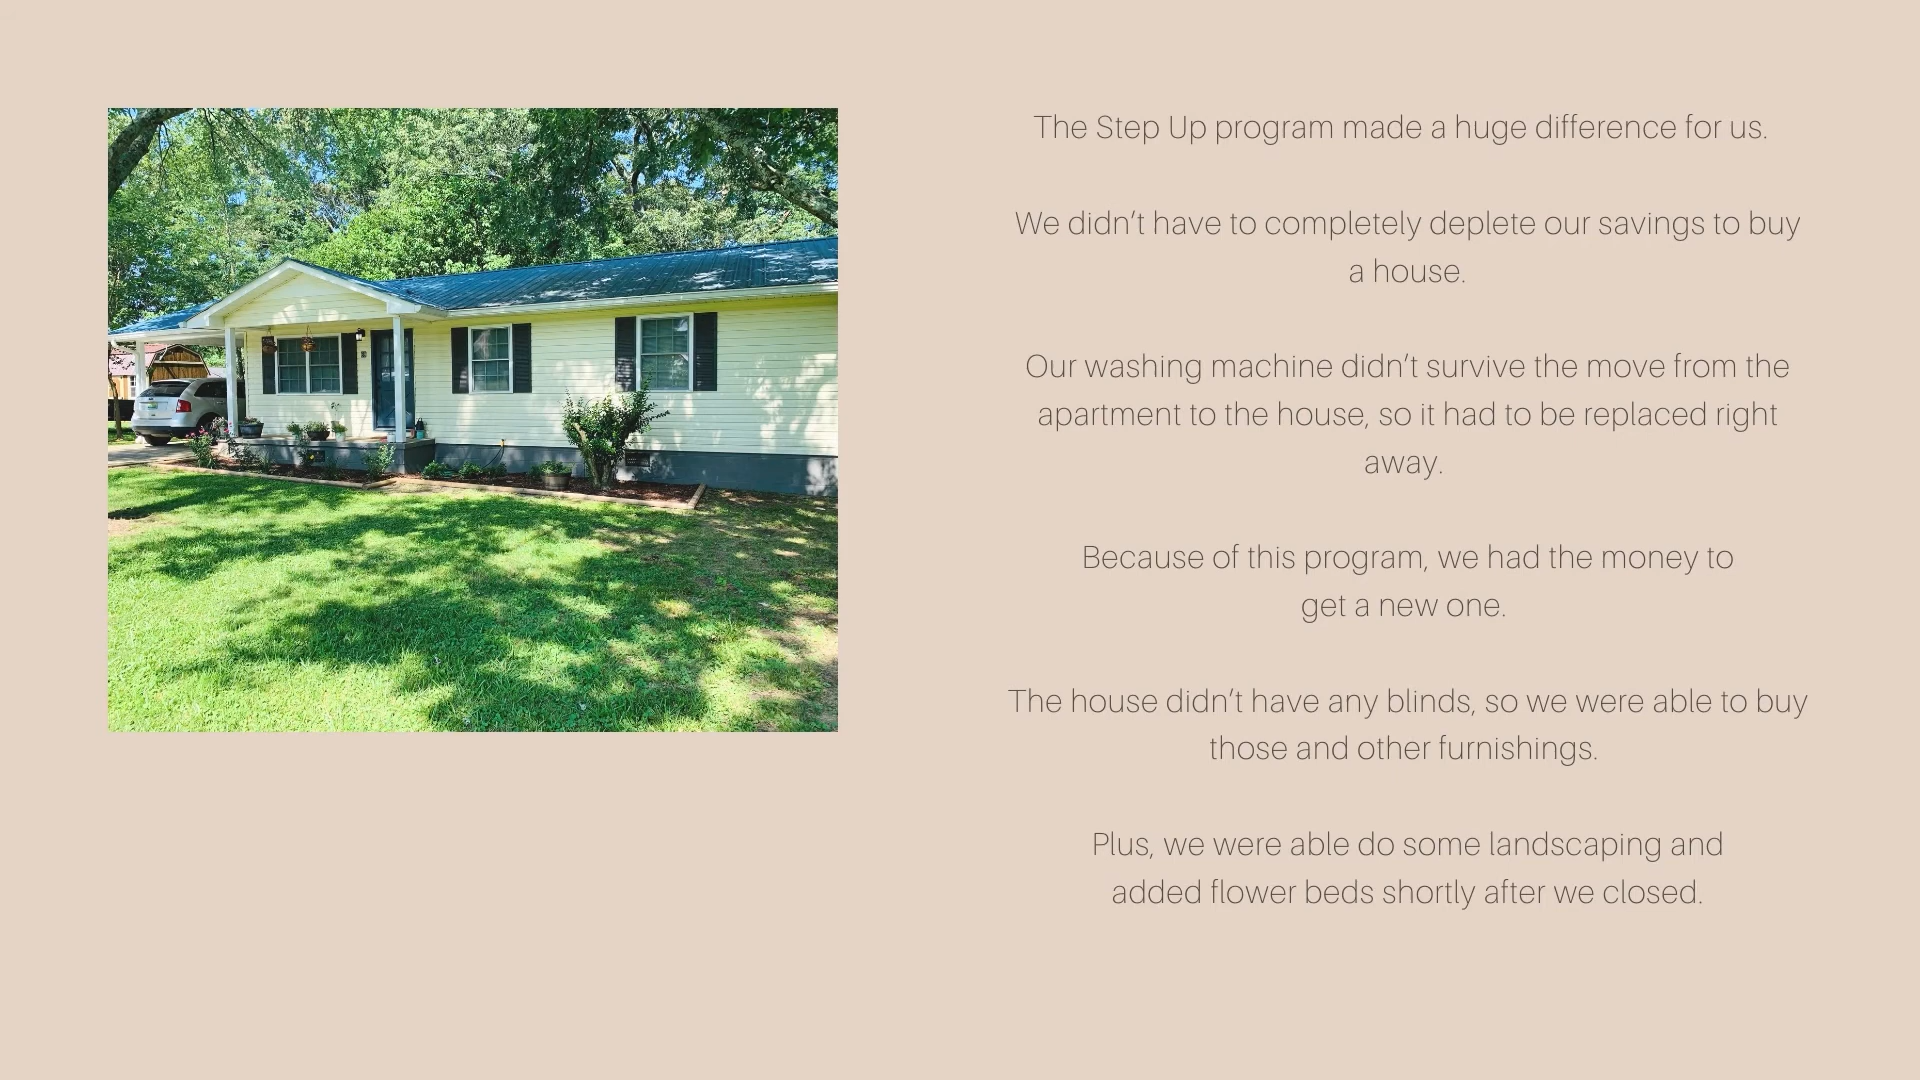 The Step Up program made a huge difference for us.
We didn’t have to completely deplete our savings to buy
a house.
Our washing machine didn’t survive the move from the
apartment to the house, so it had to be replaced right
away.
Because of this program, we had the money to
get a new one.
The house didn’t have any blinds, so we were able to buy
those and other furnishings.
Plus, we were able do some landscaping and
added flower beds shortly after we closed.